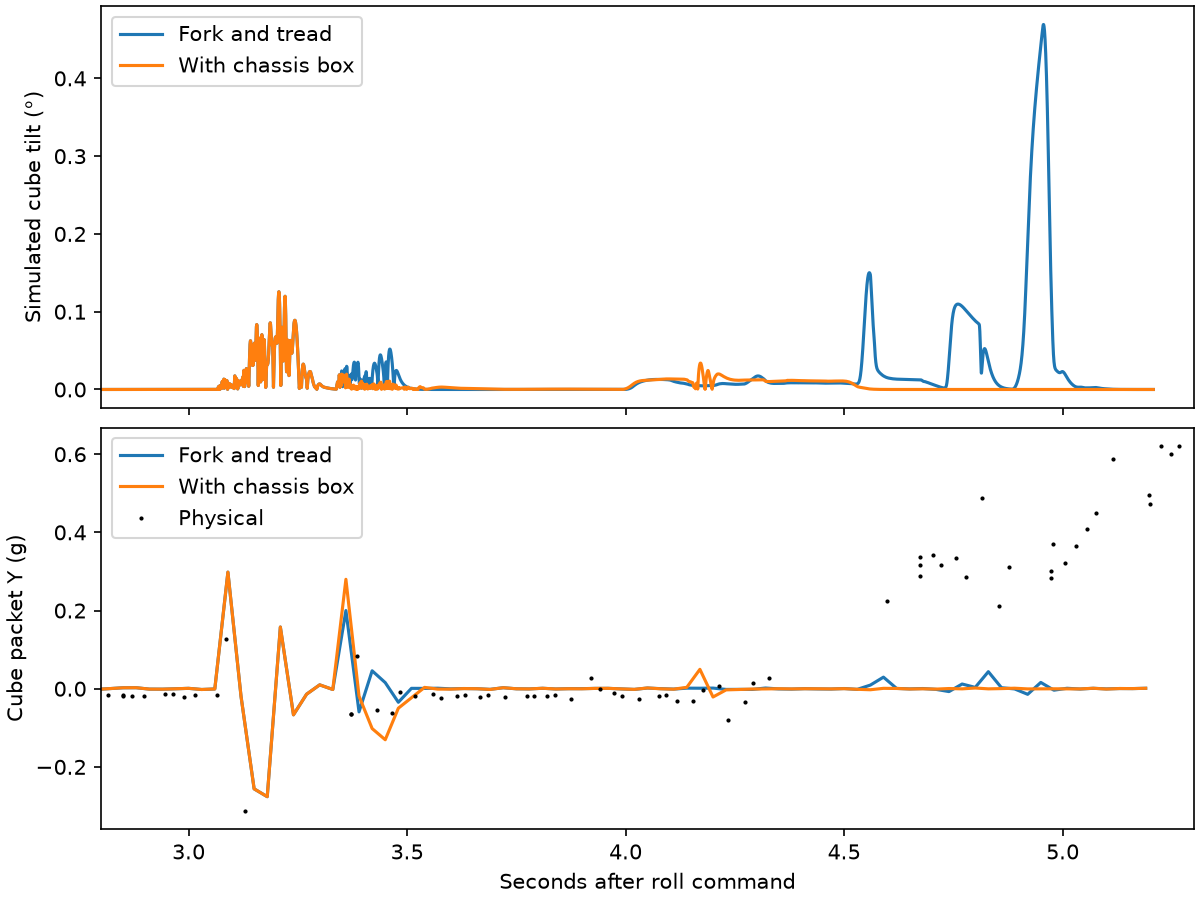 Simulated cube tilt (°)
0.4
0.3
0.2
0.1
0.0
Fork and tread
With chassis box
Cube packet Y (g)
0.6
0.4
0.2
0.0
−0.2
Fork and tread
With chassis box
Physical
3.0 3.5 4.0 4.5 5.0
Seconds after roll command